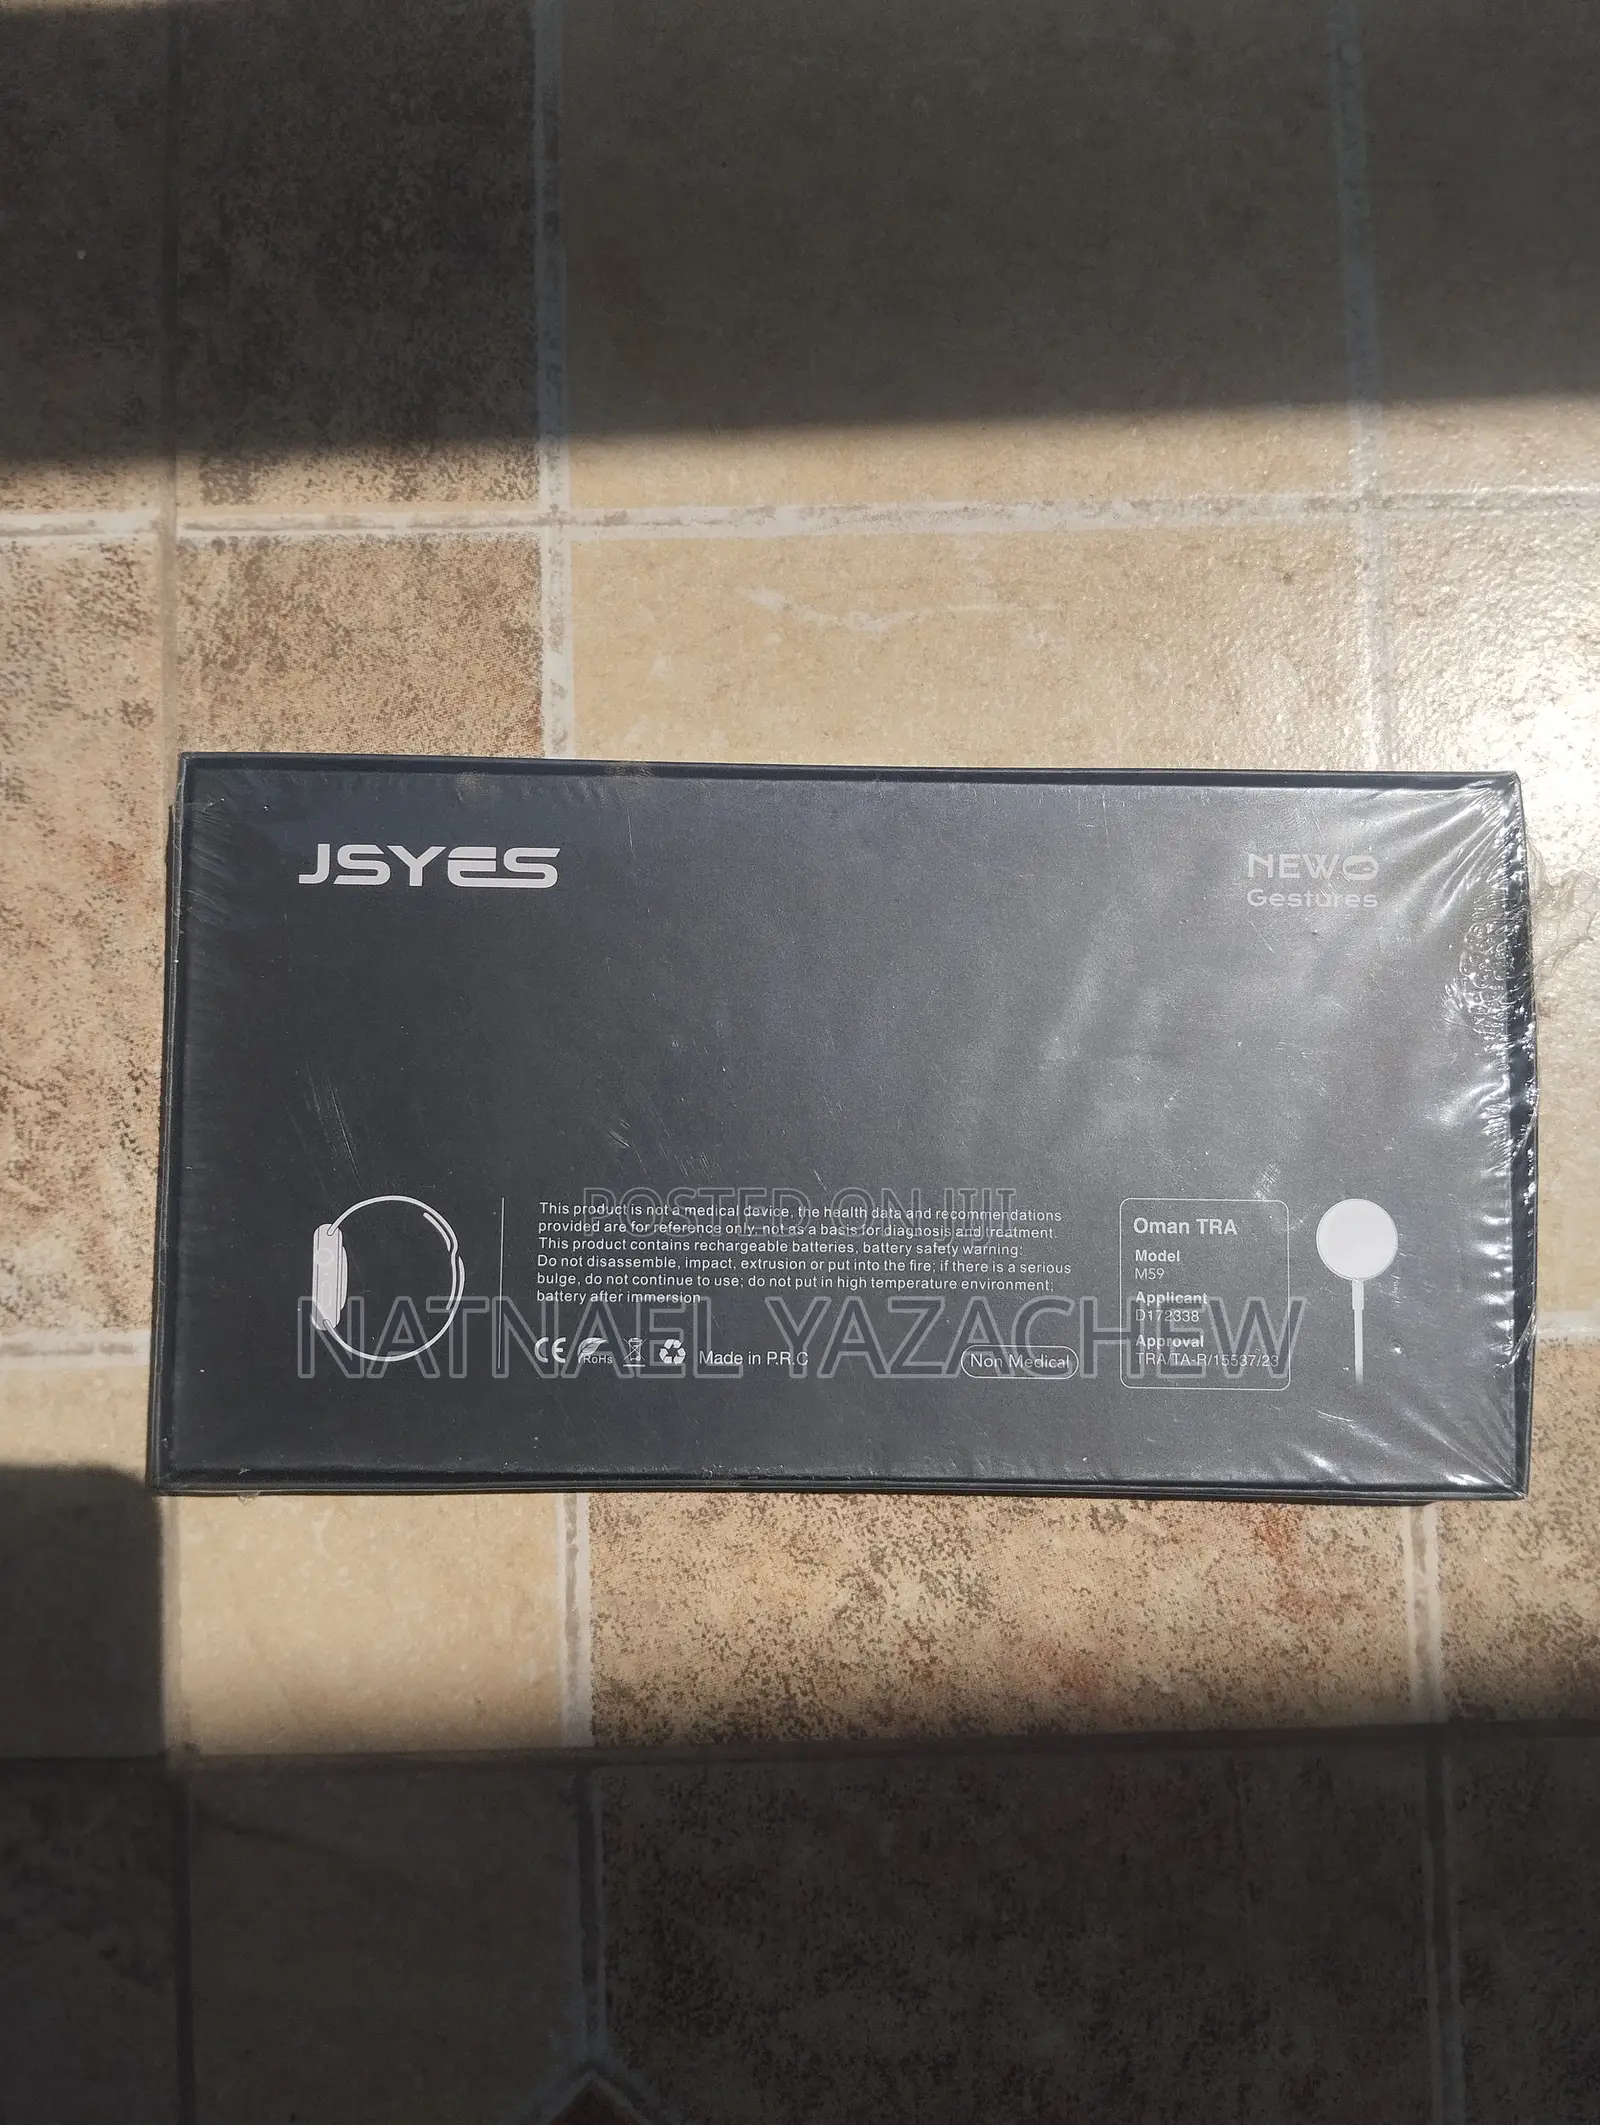 JSYES
NEW
Gestures
This product is not a medical device, the health data and recommendations
provided are for reference only, not as a basis for diagnosis and treatment.
This product contains rechargeable batteries, battery safety warning:
Do not disassemble, impact, extrusion or put into the fire; if there is a serious
bulge, do not continue to use; do not put in high temperature environment;
battery after immersion
CE RoHS Made in P.R.C
Non Medical
Oman TRA
Model
M59
Applicant
D172338
Approval
TRA/TA-R/15537/23
POSTED ON JIJI
NATNAEL YAZACHEW